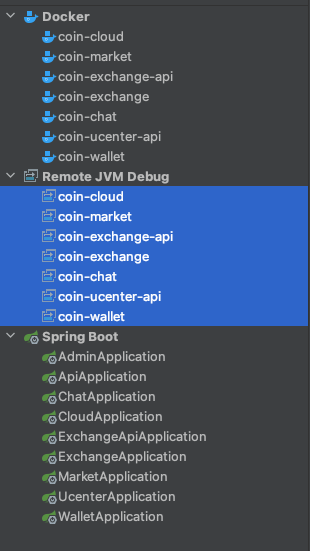 Docker
coin-cloud
coin-market
coin-exchange-api
coin-exchange
coin-chat
coin-ucenter-api
coin-wallet
Remote JVM Debug
coin-cloud
coin-market
coin-exchange-api
coin-exchange
coin-chat
coin-ucenter-api
coin-wallet
Spring Boot
AdminApplication
ApiApplication
ChatApplication
CloudApplication
ExchangeApiApplication
ExchangeApplication
MarketApplication
UcenterApplication
WalletApplication